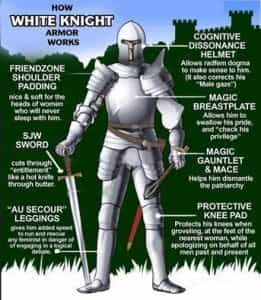 HOW
WHITE KNIGHT
ARMOR
WORKS
FRIENDZONE
SHOULDER
PADDING
nice & soft for the
heads of women
who will never
sleep with him.
SJW
SWORD
cuts through
"entitlement"
like a hot knife
through butter.
"AU SECOUR"
LEGGINGS
gives him added speed
to run and rescue
any feminist in danger of
of engaging in a logical
debate.
COGNITIVE
DISSONANCE
HELMET
Allows radfem dogma
to make sense to him.
(It also corrects his
"Male gaze")
MAGIC
BREASTPLATE
Allows him to
swallow his pride,
and "check his
privilege"
MAGIC
GAUNTLET
& MACE
Helps him dismantle
the patriarchy
PROTECTIVE
KNEE PAD
Protects his knees when
groveling, at the feet of the
nearest woman, while
apologizing on behalf of all
men past and present